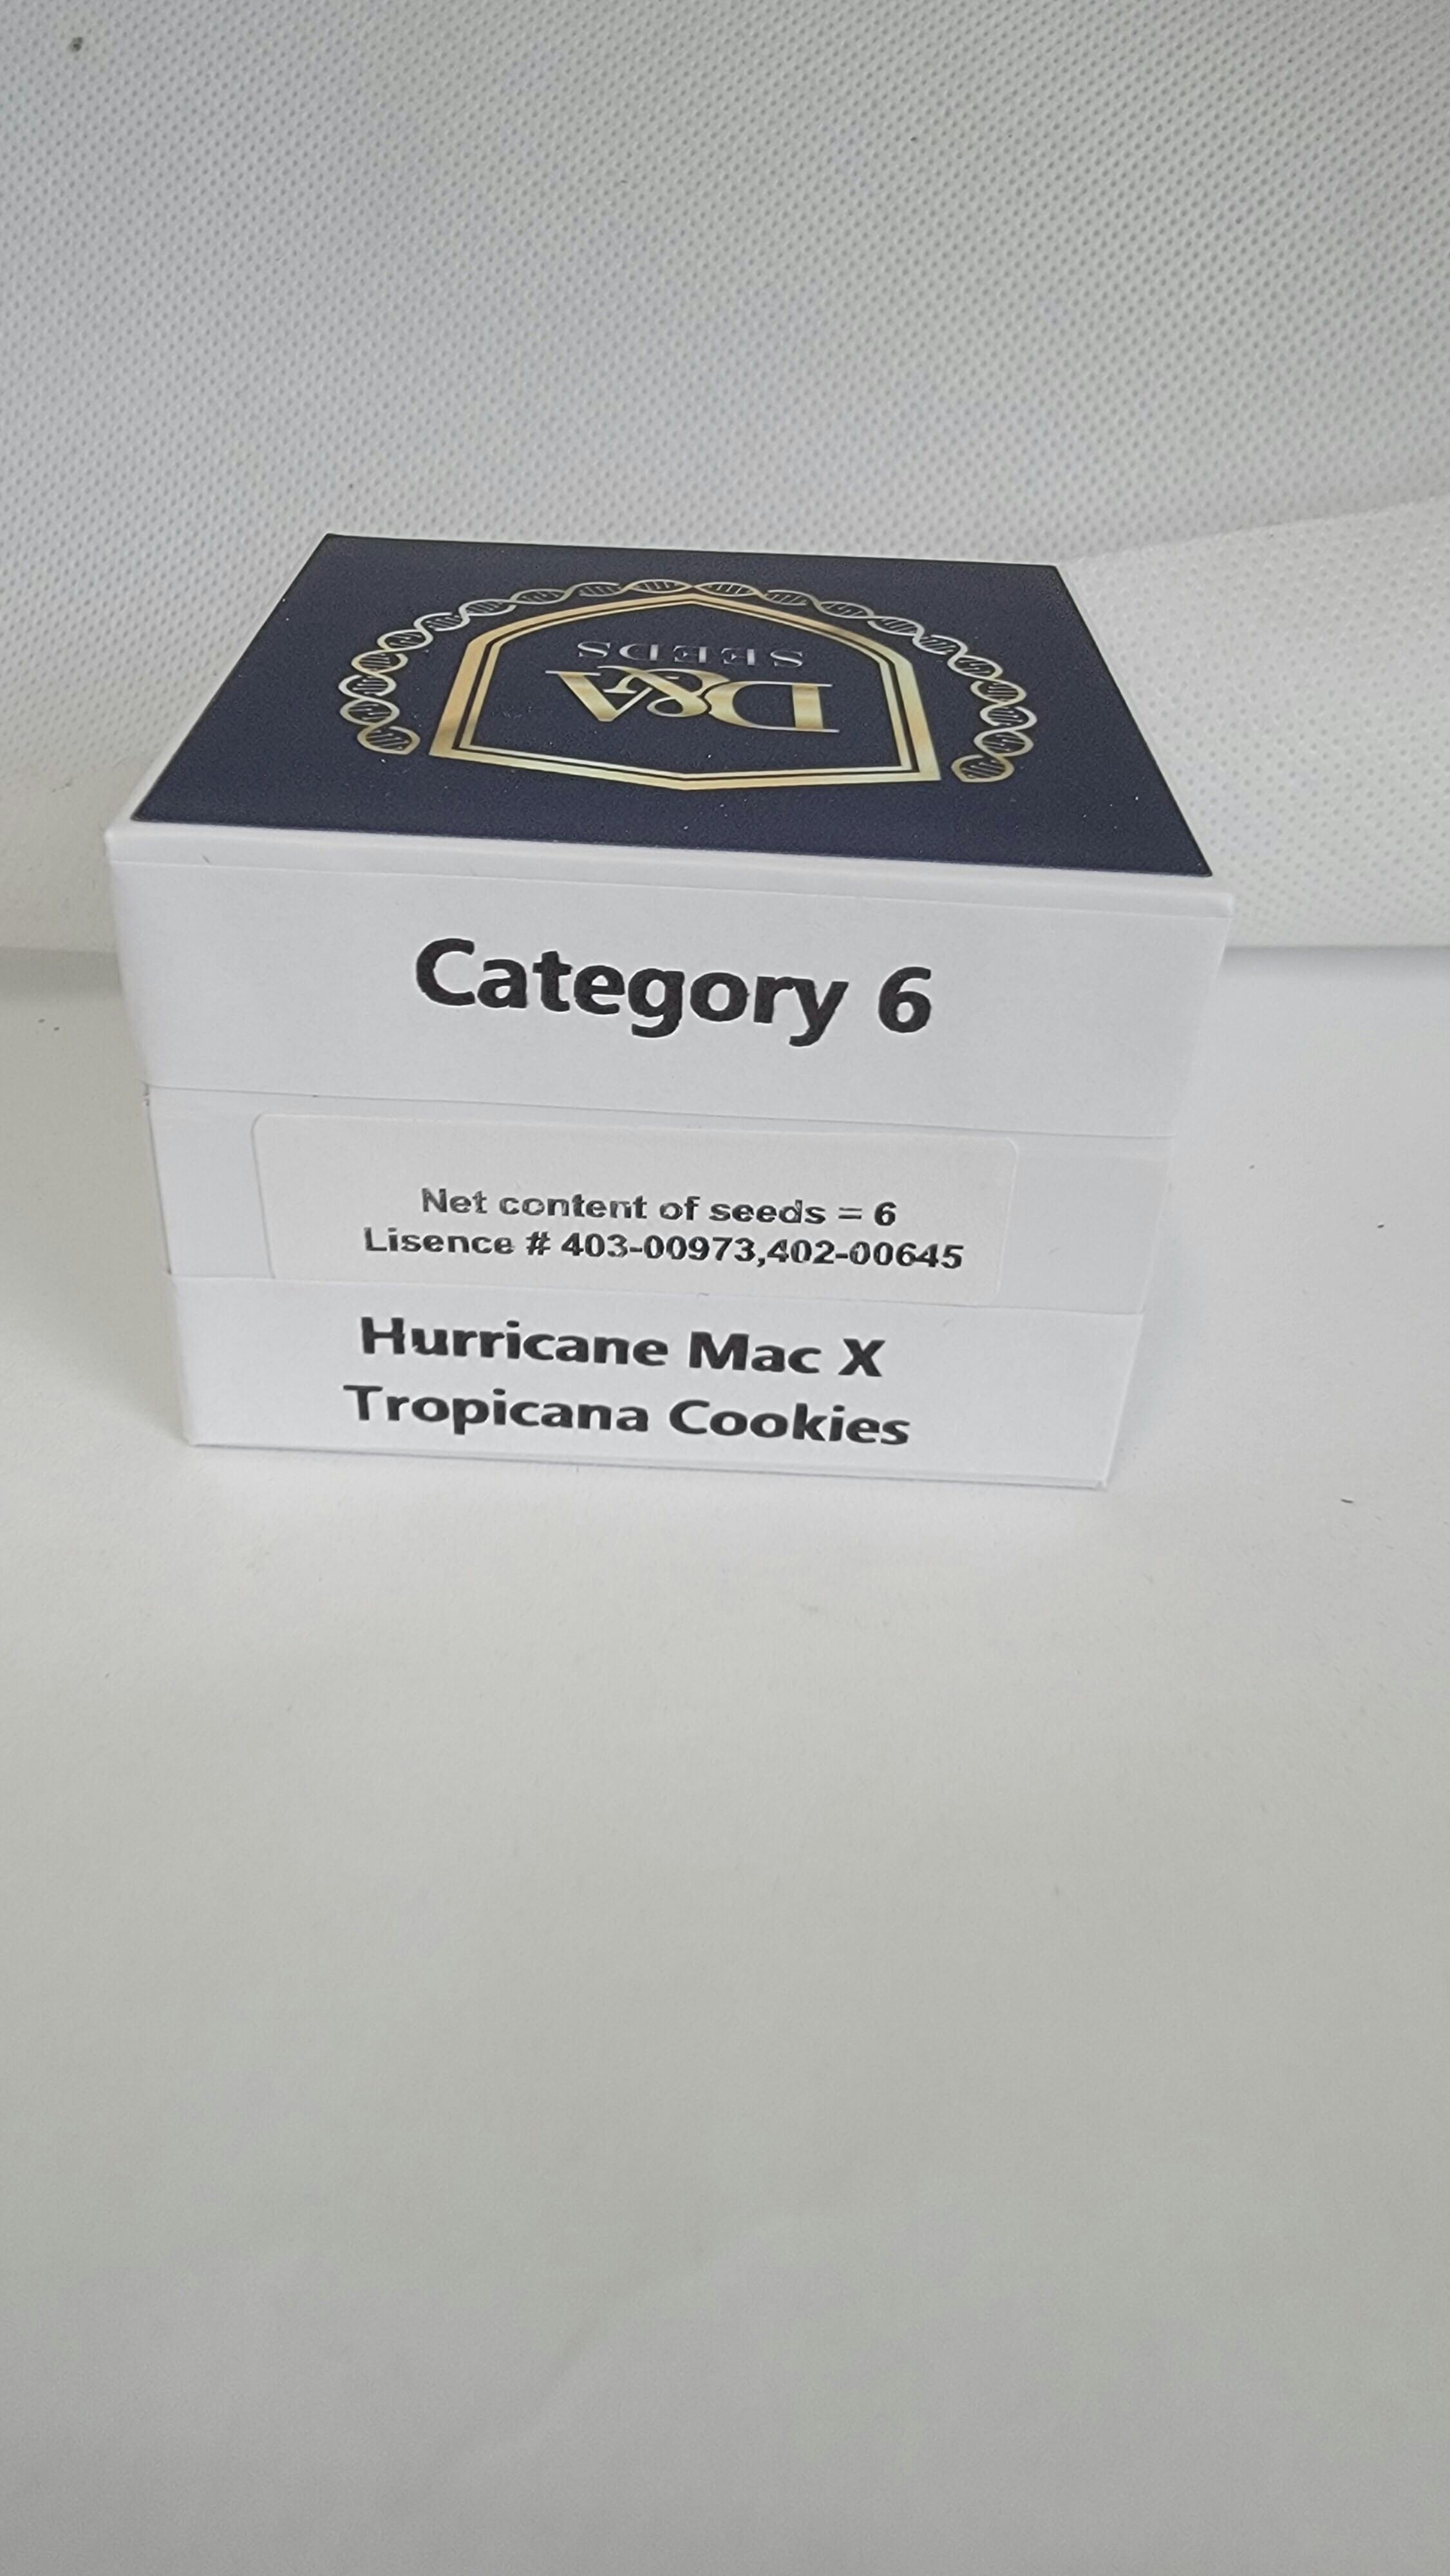 D&A
SEEDS
Category 6
Net content of seeds = 6
Lisence # 403-00973,402-00645
Hurricane Mac X
Tropicana Cookies